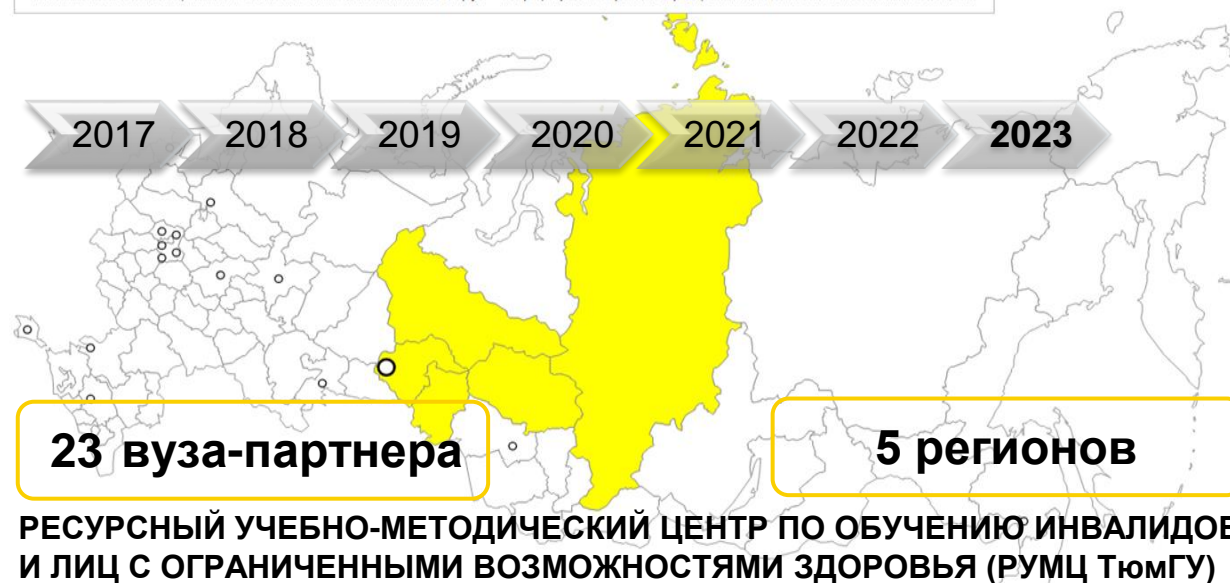 2017 2018 2019 2020 2021 2022 2023
23 вуза-партнера
5 регионов
РЕСУРСНЫЙ УЧЕБНО-МЕТОДИЧЕСКИЙ ЦЕНТР ПО ОБУЧЕНИЮ ИНВАЛИДОВ
И ЛИЦ С ОГРАНИЧЕННЫМИ ВОЗМОЖНОСТЯМИ ЗДОРОВЬЯ (РУМЦ ТюмГУ)